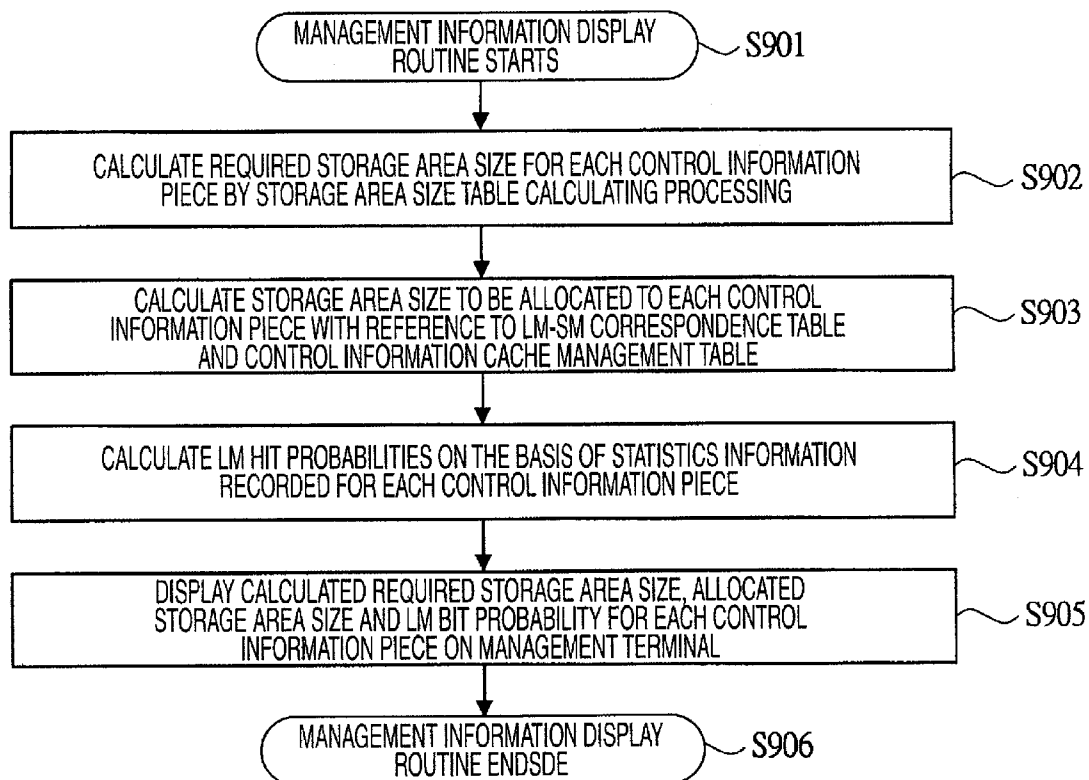 MANAGEMENT INFORMATION DISPLAY
ROUTINE STARTS
S901
CALCULATE REQUIRED STORAGE AREA SIZE FOR EACH CONTROL INFORMATION
PIECE BY STORAGE AREA SIZE TABLE CALCULATING PROCESSING
S902
CALCULATE STORAGE AREA SIZE TO BE ALLOCATED TO EACH CONTROL
INFORMATION PIECE WITH REFERENCE TO LM-SM CORRESPONDENCE TABLE
AND CONTROL INFORMATION CACHE MANAGEMENT TABLE
S903
CALCULATE LM HIT PROBABILITIES ON THE BASIS OF STATISTICS INFORMATION
RECORDED FOR EACH CONTROL INFORMATION PIECE
S904
DISPLAY CALCULATED REQUIRED STORAGE AREA SIZE, ALLOCATED
STORAGE AREA SIZE AND LM BIT PROBABILITY FOR EACH CONTROL
INFORMATION PIECE ON MANAGEMENT TERMINAL
S905
MANAGEMENT INFORMATION DISPLAY
ROUTINE ENDSDE
S906